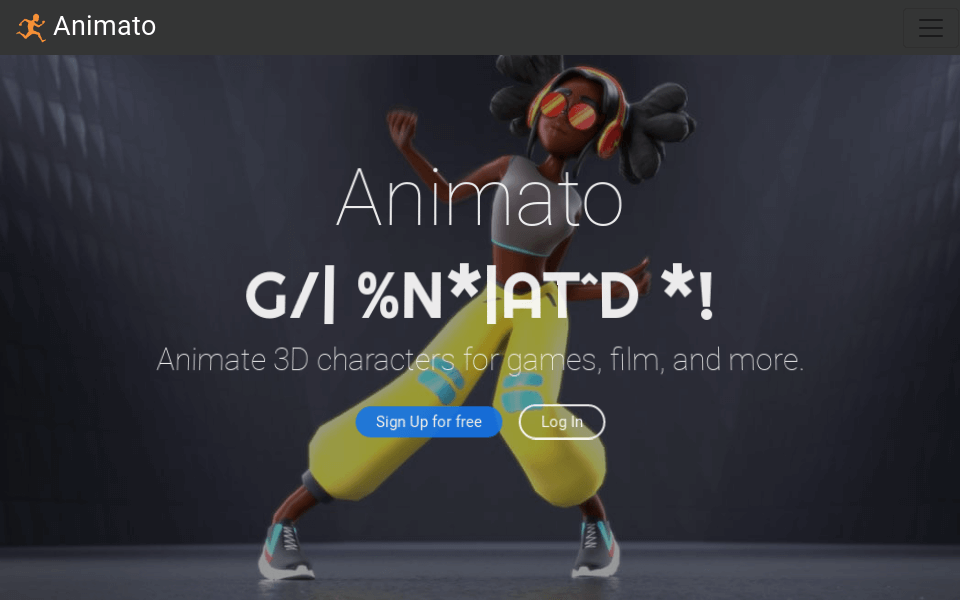 Animato
Animato
G/| %N*|AT^D *!
Animate 3D characters for games, film, and more.
Sign Up for free
Log In